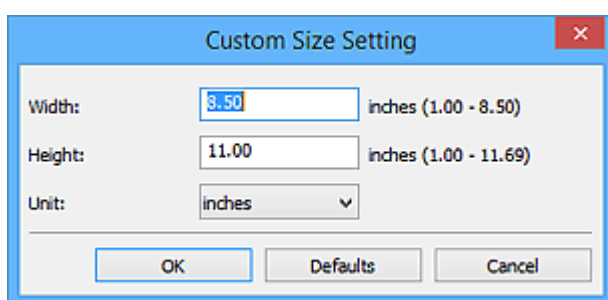 Custom Size Setting
Width: 8.50 inches (1.00 - 8.50)
Height: 11.00 inches (1.00 - 11.69)
Unit: inches
OK Defaults Cancel